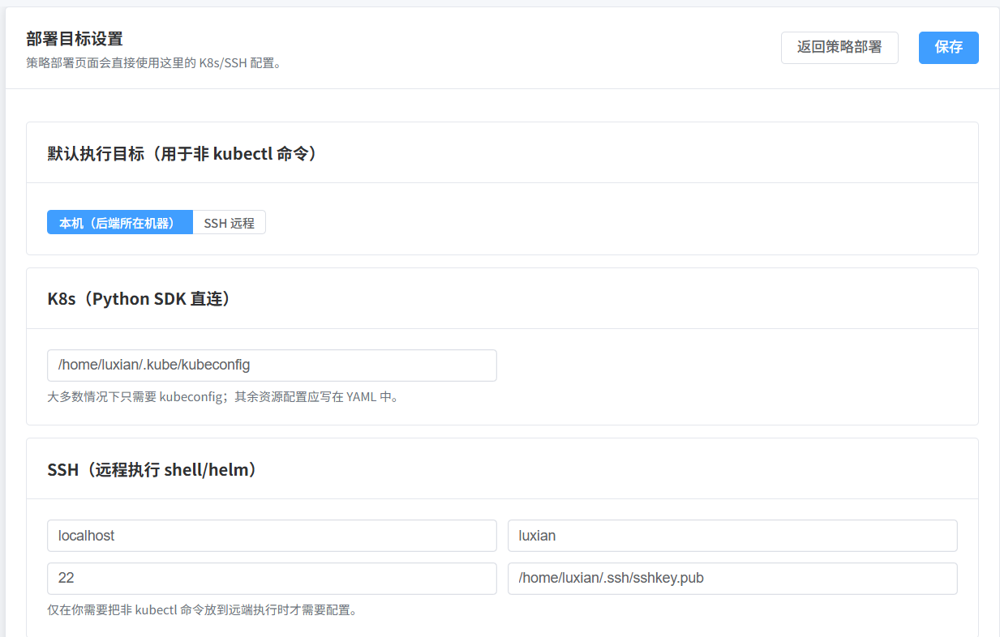 部署目标设置
策略部署页面会直接使用这里的 K8s/SSH 配置。
返回策略部署
保存
默认执行目标（用于非 kubectl 命令）
本机（后端所在机器）
SSH 远程
K8s（Python SDK 直连）
/home/luxian/.kube/kubeconfig
大多数情况下只需要 kubeconfig；其余资源配置应写在 YAML 中。
SSH（远程执行 shell/helm）
localhost
luxian
22
/home/luxian/.ssh/sshkey.pub
仅在你需要把非 kubectl 命令放到远端执行时才需要配置。